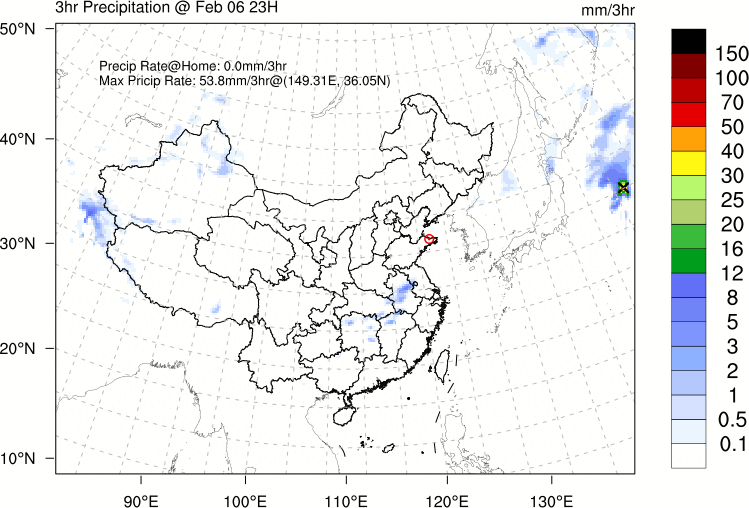 3hr Precipitation @ Feb 06 23H
mm/3hr
50°N
Precip Rate@Home: 0.0mm/3hr
Max Pricip Rate: 53.8mm/3hr@(149.31E, 36.05N)
150
100
70
50
40
30
25
20
16
12
8
5
3
2
1
0.5
0.1
40°N
30°N
20°N
10°N
90°E
100°E
110°E
120°E
130°E